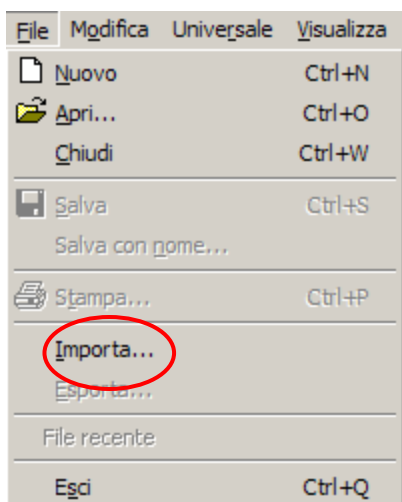 File Modifica Universale Visualizza
Nuovo Ctrl+N
Apri... Ctrl+O
Chiudi Ctrl+W
Salva Ctrl+S
Salva con nome...
Stampa... Ctrl+P
Importa...
Esporta...
File recente
Esci Ctrl+Q